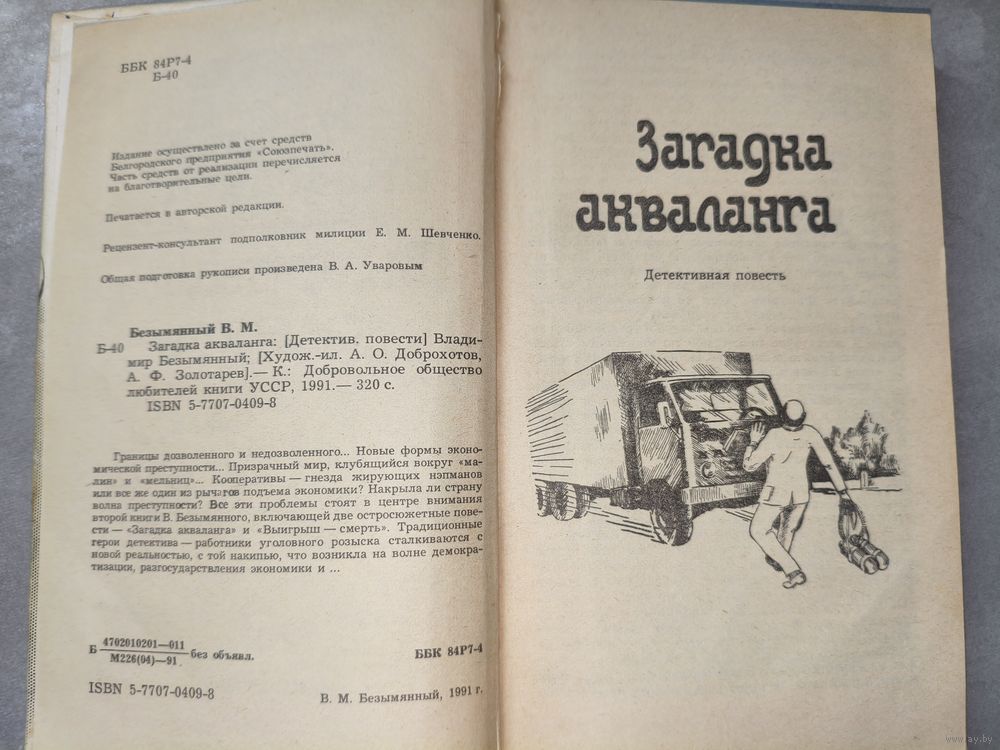 ББК 84Р7-4
Б-40
Издание осуществлено за счет средств
Белгородского предприятия «Союзпечать».
Часть средств от реализации перечисляется
на благотворительные цели.
Печатается в авторской редакции.
Рецензент-консультант подполковник милиции Е. М. Шевченко.
Общая подготовка рукописи произведена В. А. Уваровым
Безымянный В. М.
Б-40 Загадка акваланга: [Детектив. повести] Влади-
мир Безымянный; [Худож.-ил. А. О. Доброхотов,
А. Ф. Золотарев].— К.: Добровольное общество
любителей книги УССР, 1991.— 320 с.
ISBN 5-7707-0409-8
Границы дозволенного и недозволенного... Новые формы эконо-
мической преступности... Призрачный мир, клубящийся вокруг «ма-
лин» и «мельниц»... Кооперативы — гнезда жирующих нэпманов
или все же один из рычагов подъема экономики? Накрыла ли страну
волна преступности? Все эти проблемы стоят в центре внимания
второй книги В. Безымянного, включающей две остросюжетные пове-
сти — «Загадка акваланга» и «Выигрыш — смерть». Традиционные
герои детектива — работники уголовного розыска сталкиваются с
новой реальностью, с той накипью, что возникла на волне демокра-
тизации, разгосударствления экономики и ...
Б 4702010201—011
М226(04)—91 без объявл.
ББК 84Р7-4
ISBN 5-7707-0409-8
В. М. Безымянный, 1991 г.
Загадка
акваланга
Детективная повесть
www.ay.by